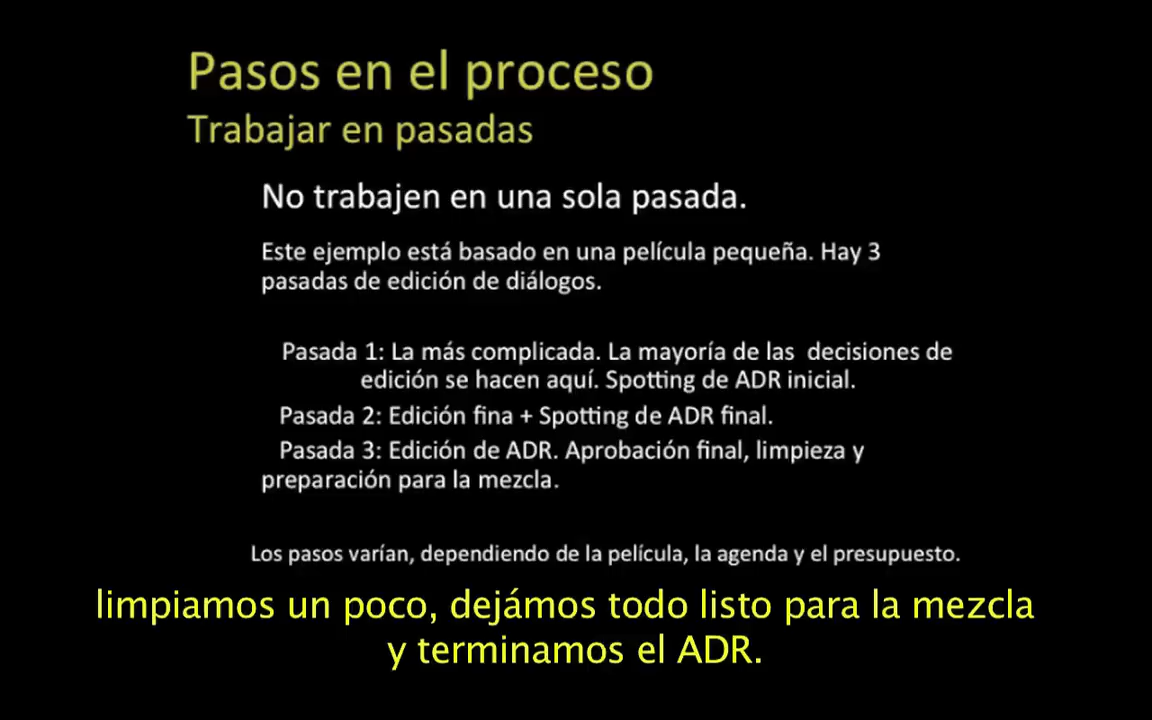 Pasos en el proceso
Trabajar en pasadas
No trabajen en una sola pasada.
Este ejemplo está basado en una película pequeña. Hay 3
pasadas de edición de diálogos.
Pasada 1: La más complicada. La mayoría de las  decisiones de
edición se hacen aquí. Spotting de ADR inicial.
Pasada 2: Edición fina + Spotting de ADR final.
Pasada 3: Edición de ADR. Aprobación final, limpieza y
preparación para la mezcla.
Los pasos varían, dependiendo de la película, la agenda y el presupuesto.
limpiamos un poco, dejámos todo listo para la mezcla
y terminamos el ADR.